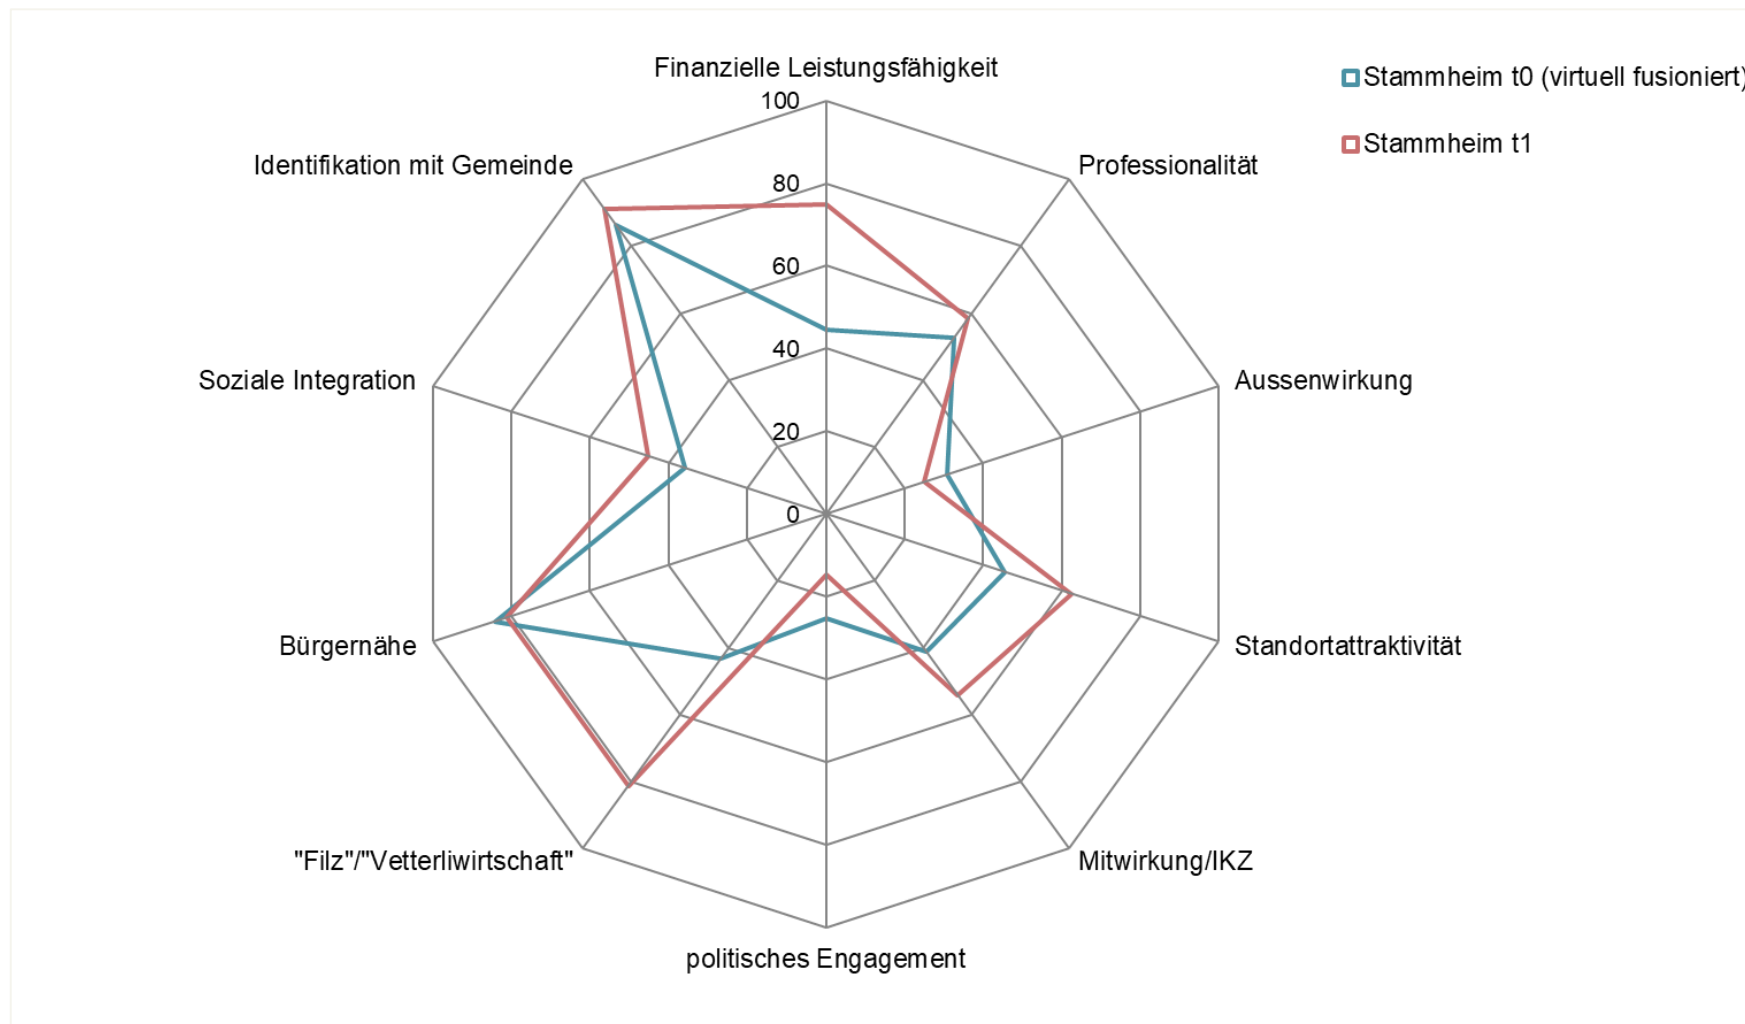 Finanzielle Leistungsfähigkeit
Stammheim t0 (virtuell fusioniert)
Stammheim t1
100
80
60
40
20
0
Identifikation mit Gemeinde
Professionalität
Soziale Integration
Aussenwirkung
Bürgernähe
Standortattraktivität
"Filz"/"Vetterliwirtschaft"
Mitwirkung/IKZ
politisches Engagement